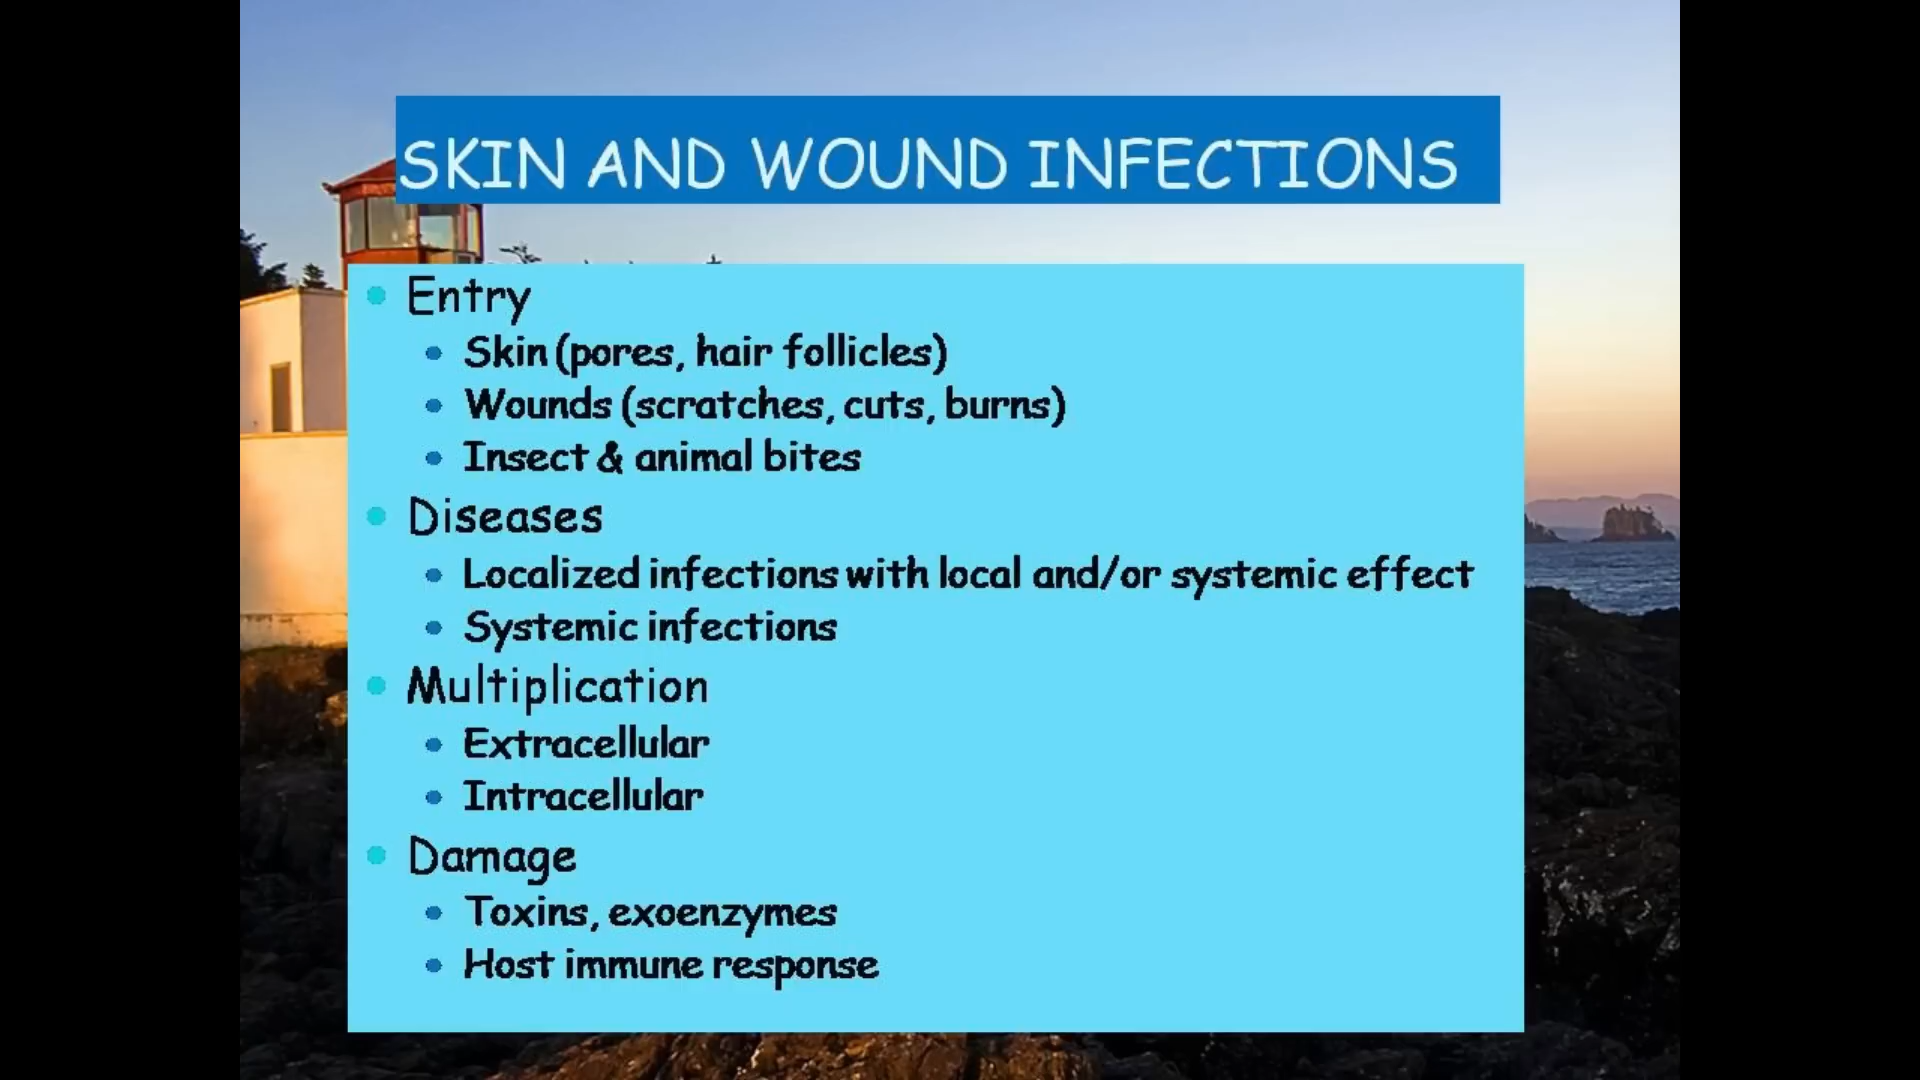 SKIN AND WOUND INFECTIONS
Entry
Skin (pores, hair follicles)
Wounds (scratches, cuts, burns)
Insect & animal bites
Diseases
Localized infections with local and/or systemic effect
Systemic infections
Multiplication
Extracellular
Intracellular
Damage
Toxins, exoenzymes
Host immune response